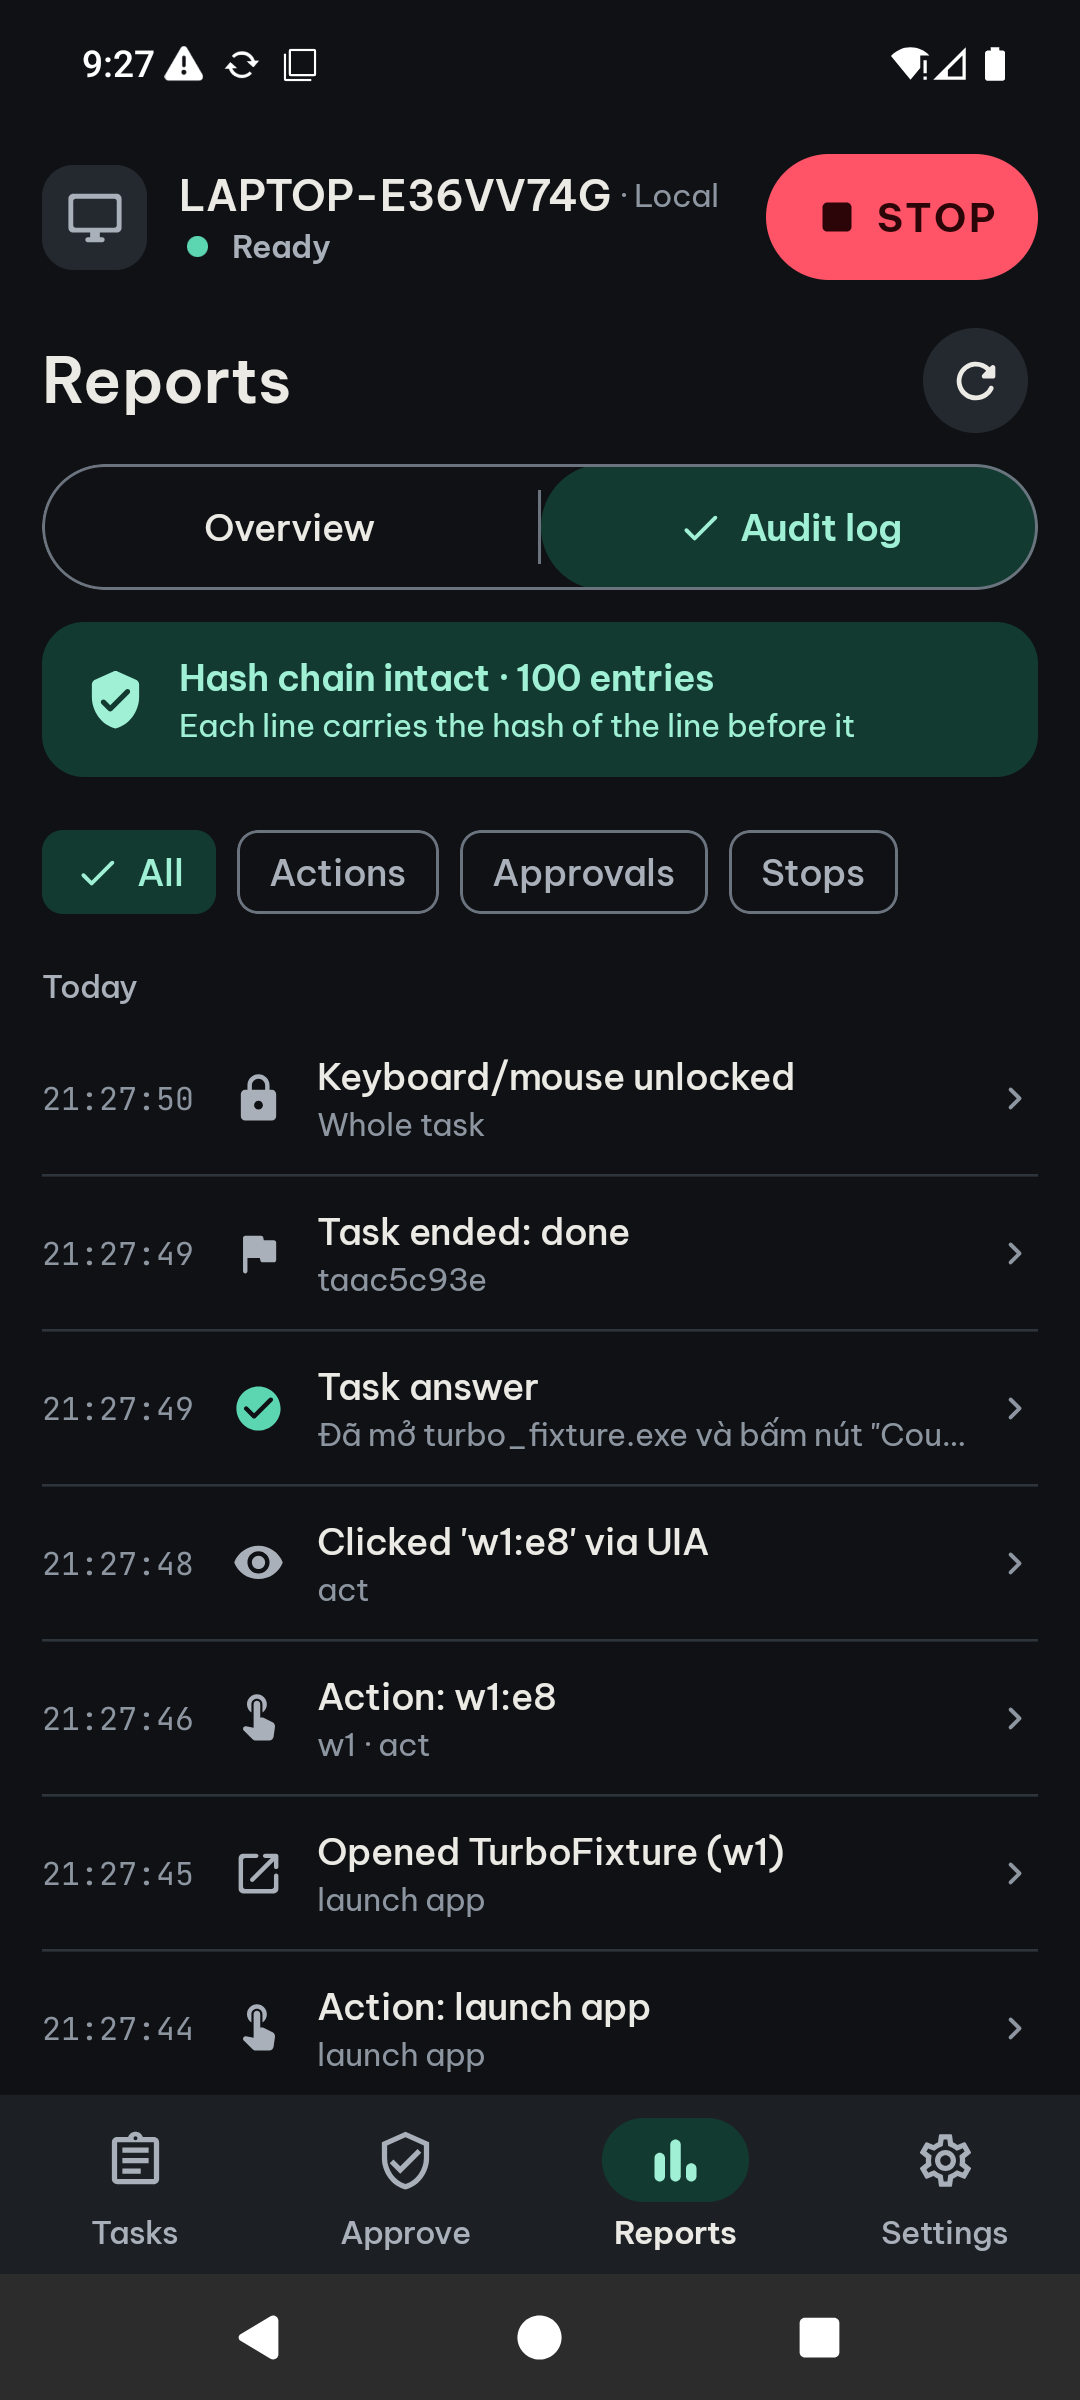 9:27
LAPTOP-E36VV74G · Local
Ready
STOP
Reports
Overview
Audit log
Hash chain intact · 100 entries
Each line carries the hash of the line before it
All
Actions
Approvals
Stops
Today
21:27:50
Keyboard/mouse unlocked
Whole task
21:27:49
Task ended: done
taac5c93e
21:27:49
Task answer
Đã mở turbo_fixture.exe và bấm nút "Cou...
21:27:48
Clicked 'w1:e8' via UIA
act
21:27:46
Action: w1:e8
w1 · act
21:27:45
Opened TurboFixture (w1)
launch app
21:27:44
Action: launch app
launch app
Tasks
Approve
Reports
Settings